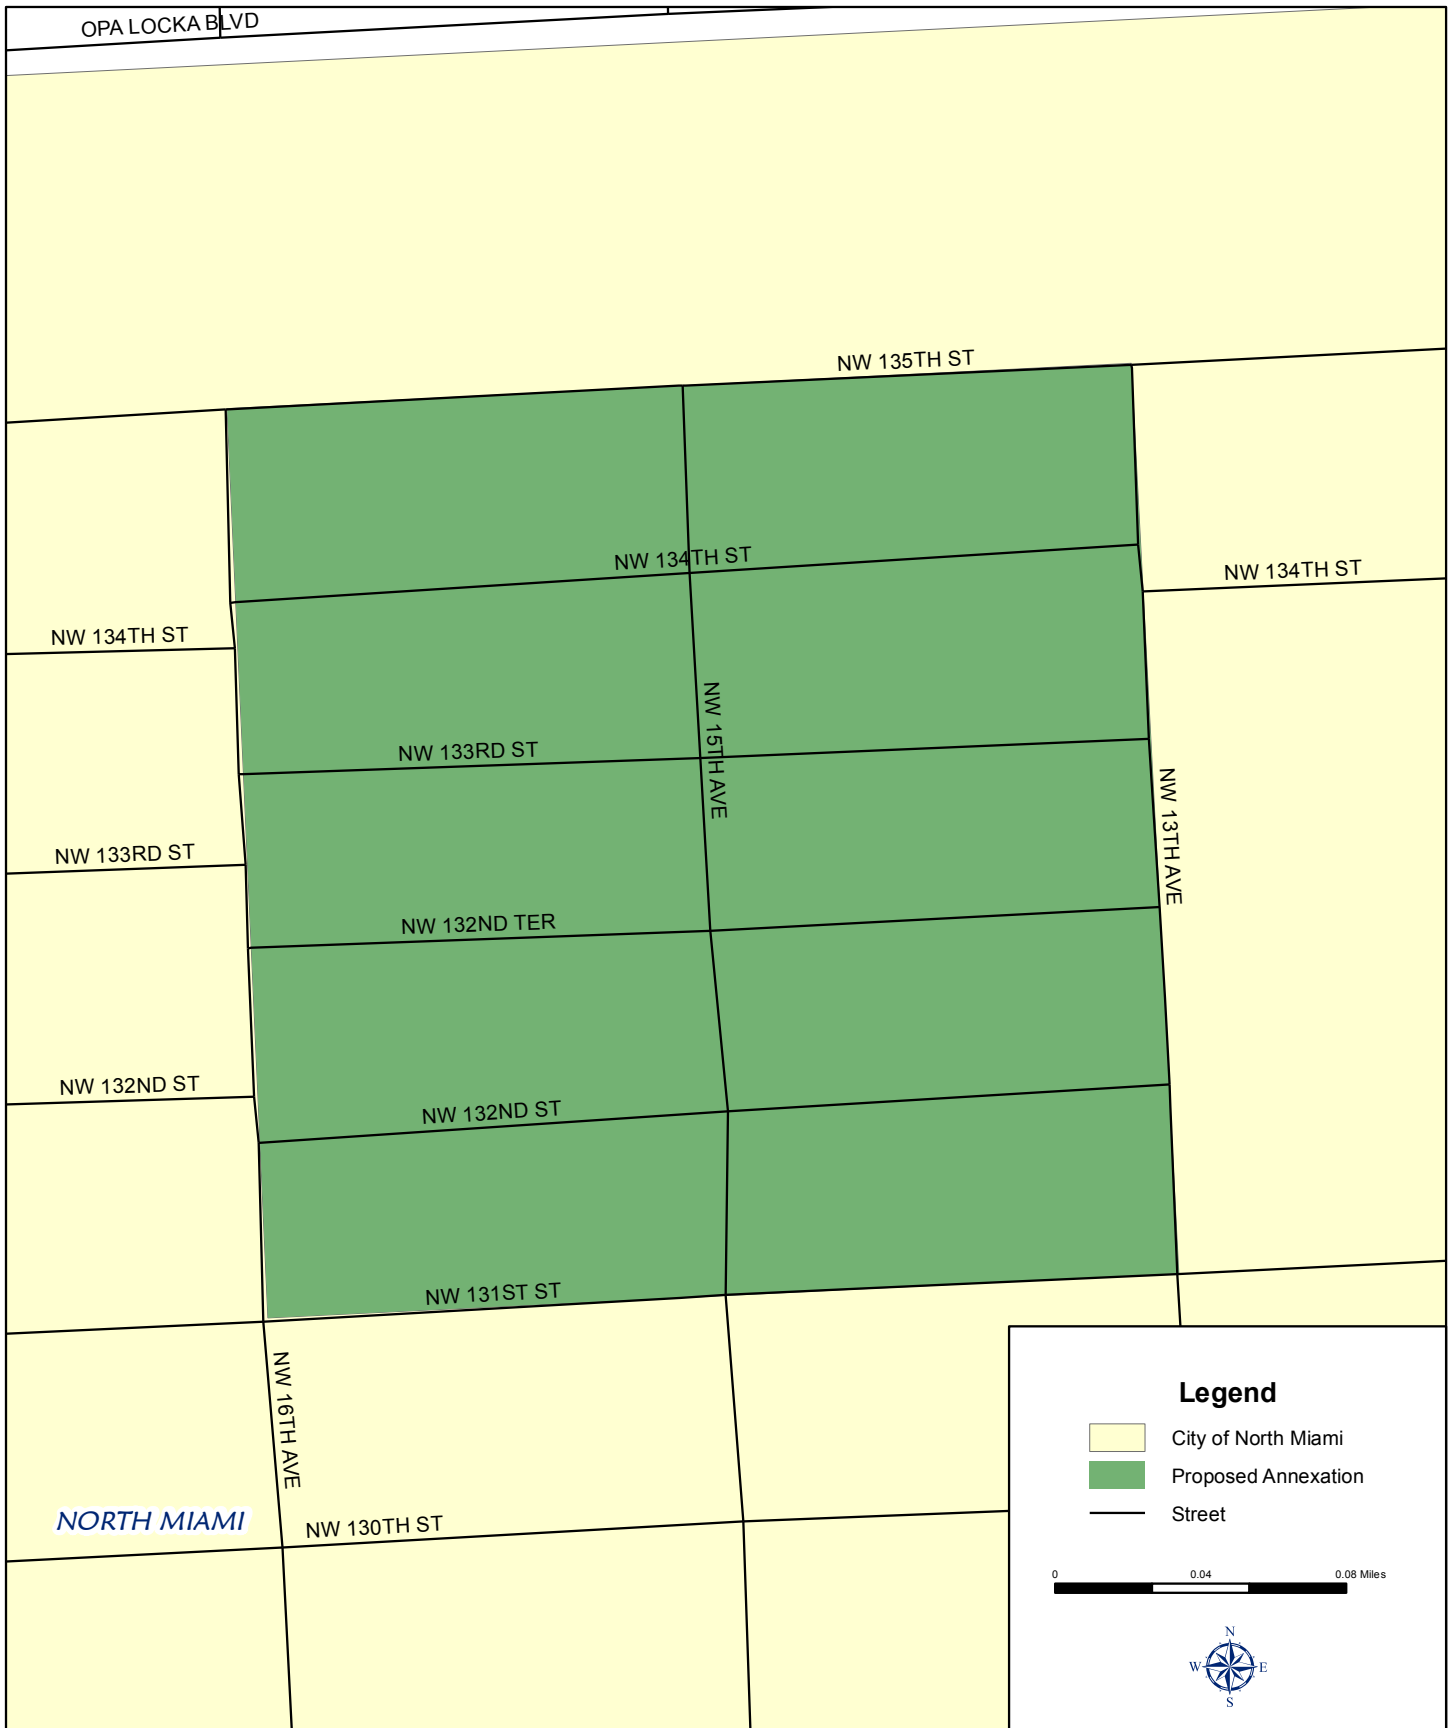 OPA LOCKA BLVD
NW 135TH ST
NW 134TH ST
NW 134TH ST
NW 134TH ST
NW 15TH AVE
NW 133RD ST
NW 13TH AVE
NW 133RD ST
NW 132ND TER
NW 132ND ST
NW 132ND ST
NW 131ST ST
NW 16TH AVE
NORTH MIAMI
NW 130TH ST
Legend
City of North Miami
Proposed Annexation
Street
0 0.04 0.08 Miles
N
W E
S